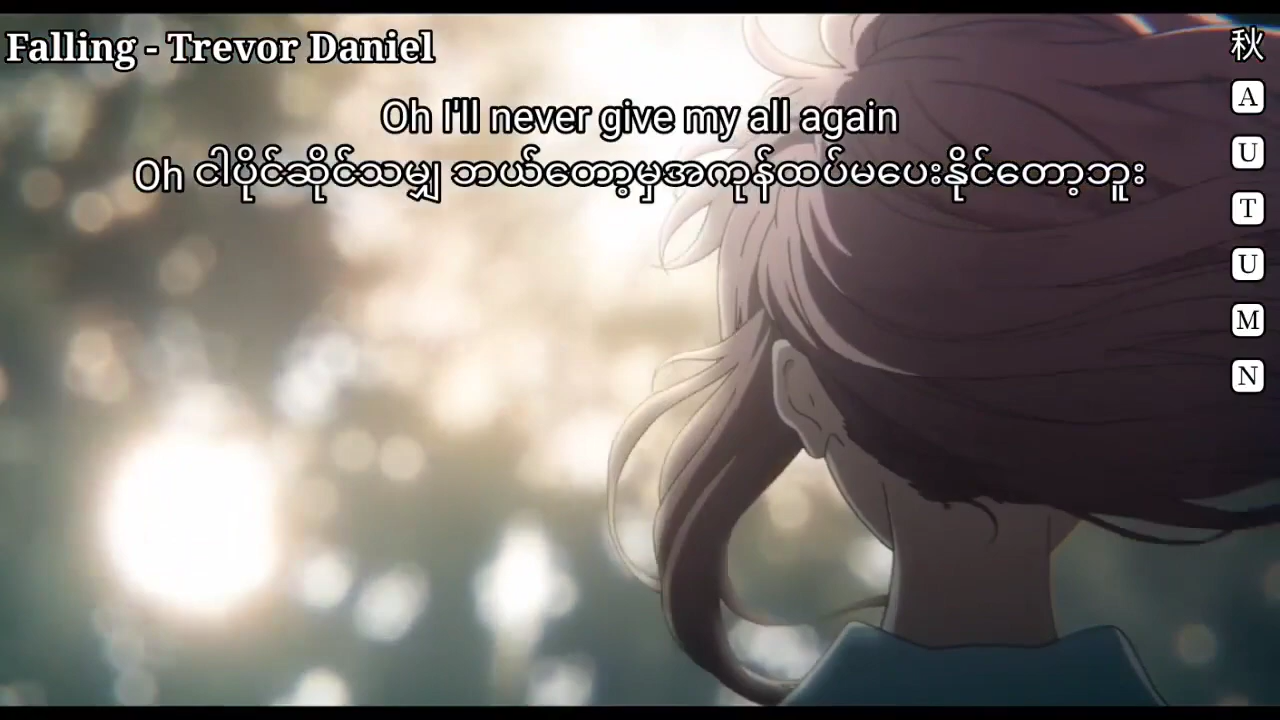 Falling - Trevor Daniel
Oh I'll never give my all again
Oh ငါပိုင်ဆိုင်သမျှ ဘယ်တော့မှအကုန်ထပ်မပေးနိုင်တော့ဘူး
秋
A
U
T
U
M
N